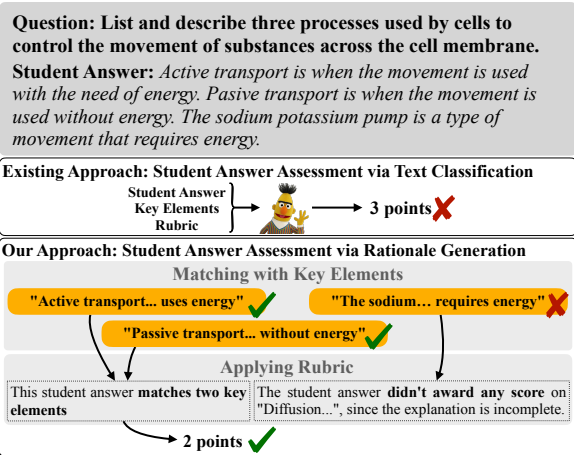 Question: List and describe three processes used by cells to
control the movement of substances across the cell membrane.
Student Answer: Active transport is when the movement is used
with the need of energy. Pasive transport is when the movement is
used without energy. The sodium potassium pump is a type of
movement that requires energy.
Existing Approach: Student Answer Assessment via Text Classification
Student Answer
Key Elements
Rubric
3 points
Our Approach: Student Answer Assessment via Rationale Generation
Matching with Key Elements
"Active transport... uses energy"
"The sodium... requires energy"
"Passive transport... without energy"
Applying Rubric
This student answer matches two key
elements
The student answer didn't award any score on
"Diffusion...", since the explanation is incomplete.
2 points